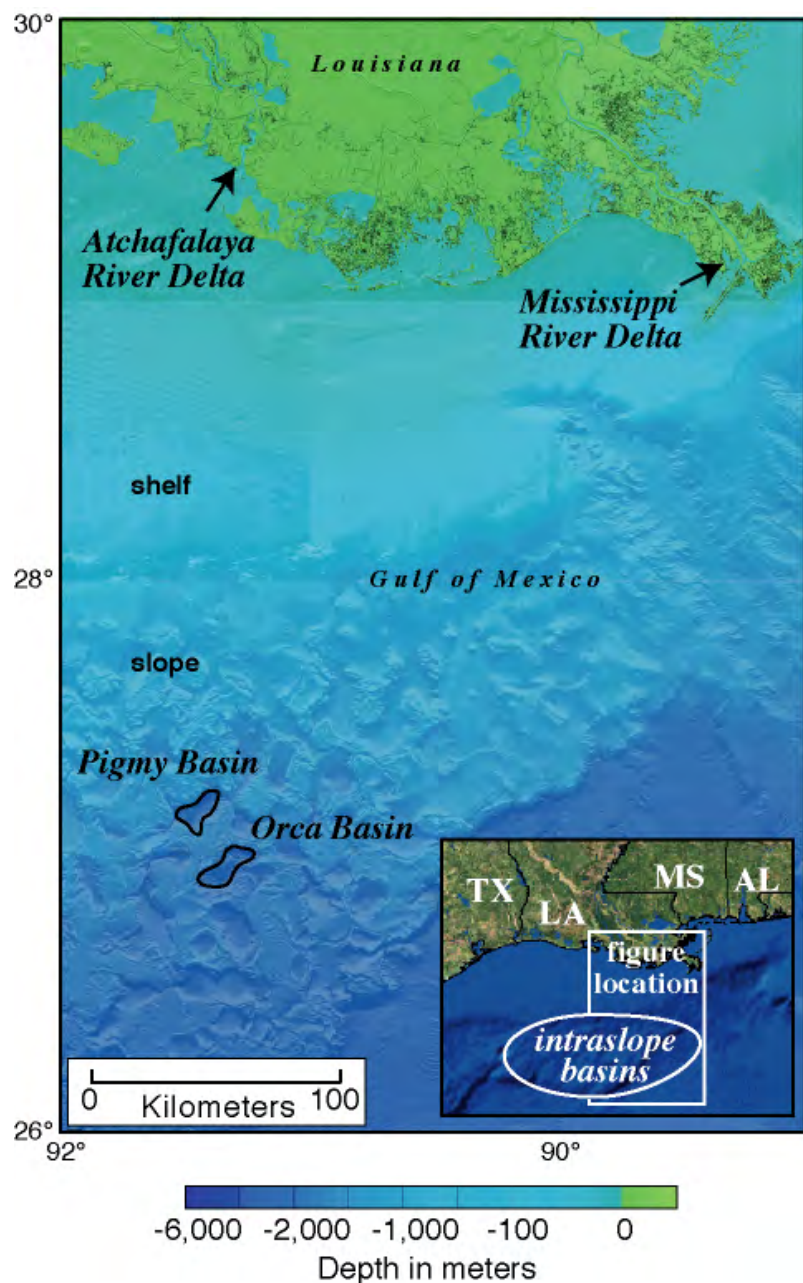 30°
Louisiana
Atchafalaya
River Delta
Mississippi
River Delta
shelf
28°
Gulf of Mexico
slope
Pigmy Basin
Orca Basin
TX
LA
MS
AL
figure
location
intraslope
basins
0 Kilometers 100
26°
92° 90°
-6,000 -2,000 -1,000 -100 0
Depth in meters